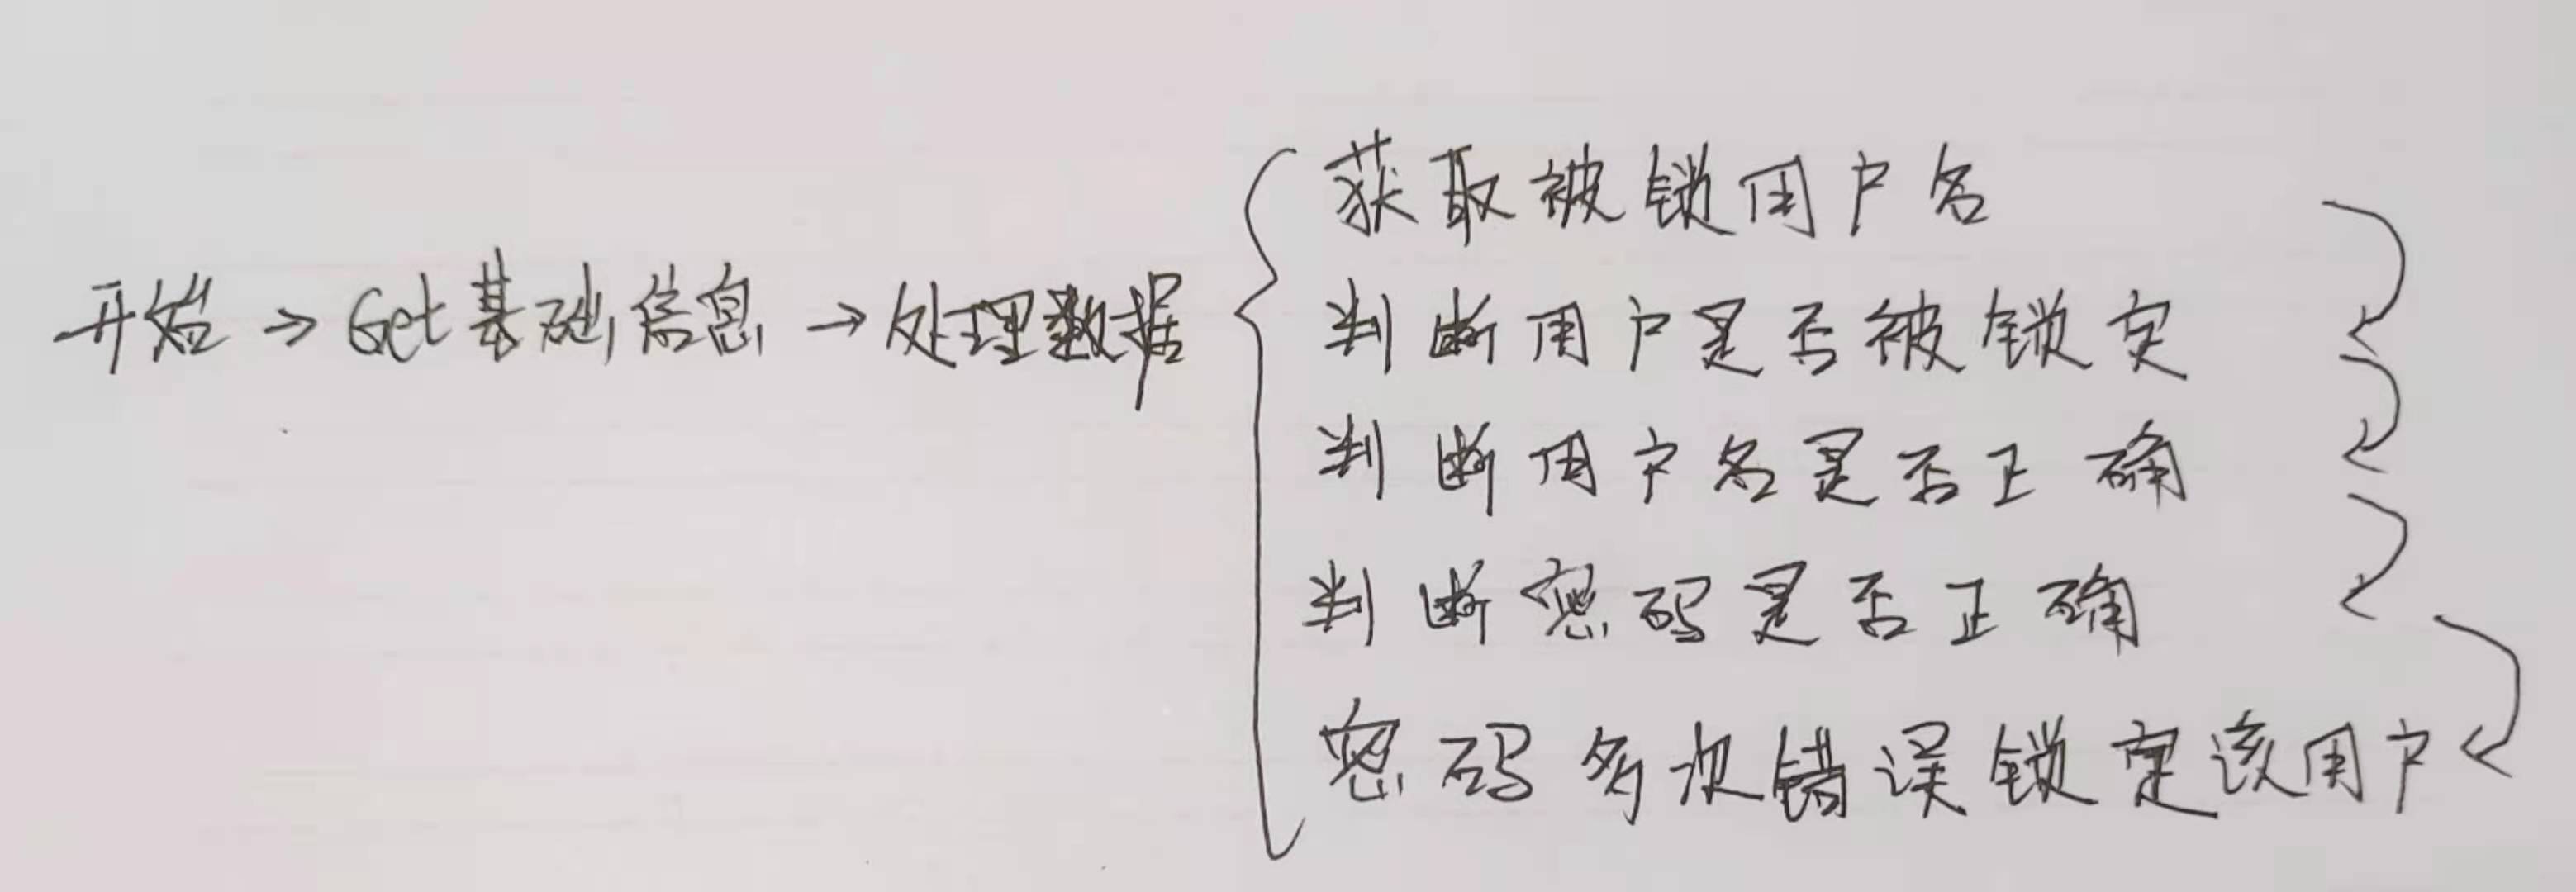 开始 → Get基础信息 → 处理数据
获取被锁用户名
判断用户是否被锁定
判断用户名是否正确
判断密码是否正确
密码多次错误锁定该用户